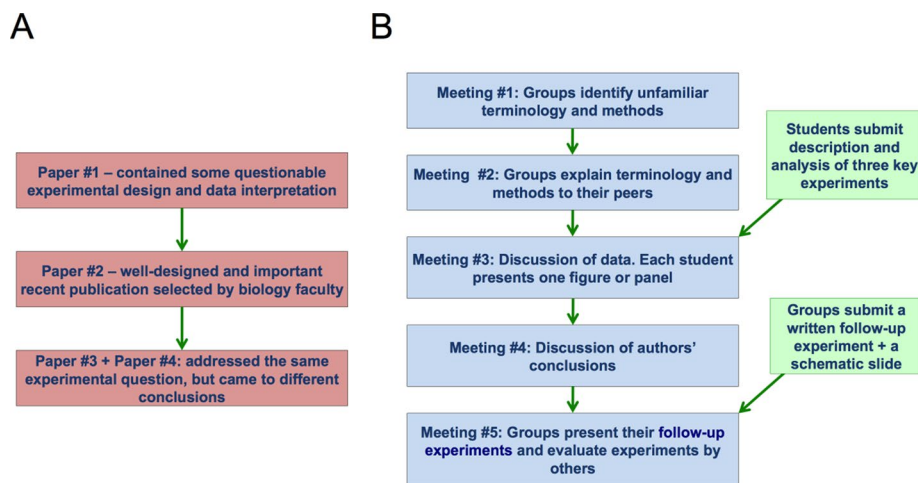 A
Paper #1 – contained some questionable
experimental design and data interpretation
Paper #2 – well-designed and important
recent publication selected by biology faculty
Paper #3 + Paper #4: addressed the same
experimental question, but came to different
conclusions
B
Meeting #1: Groups identify unfamiliar
terminology and methods
Meeting #2: Groups explain terminology and
methods to their peers
Students submit
description and
analysis of three key
experiments
Meeting #3: Discussion of data. Each student
presents one figure or panel
Meeting #4: Discussion of authors’
conclusions
Groups submit a
written follow-up
experiment + a
schematic slide
Meeting #5: Groups present their follow-up
experiments and evaluate experiments by
others